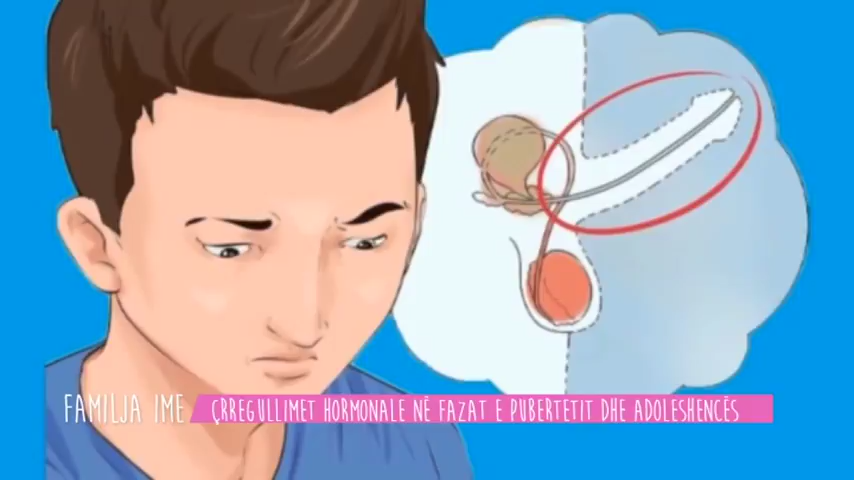 FAMILJA IME
ÇRREGULLIMET HORMONALE NË FAZAT E PUBERTETIT DHE ADOLESHENCËS